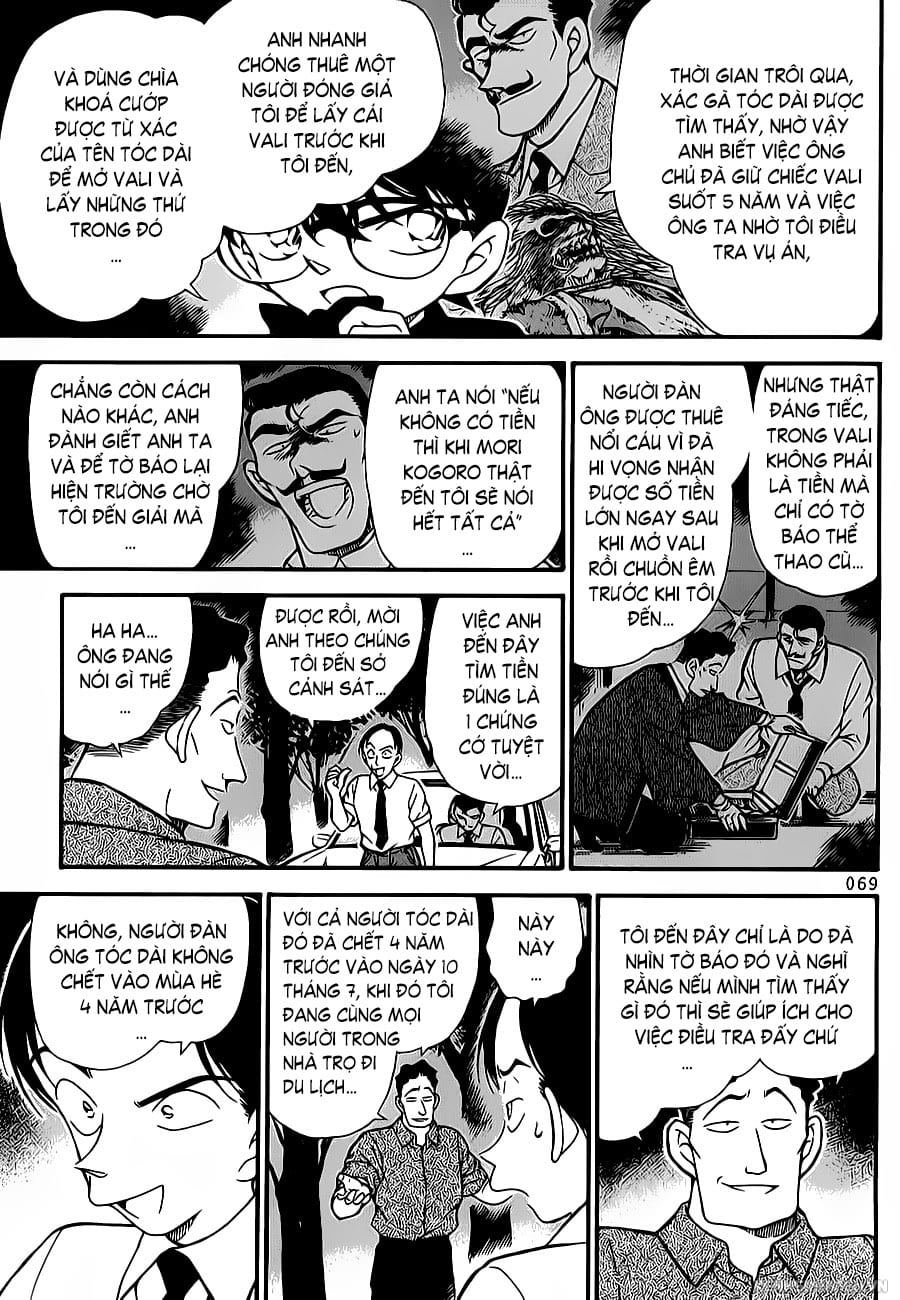 THỜI GIAN TRÔI QUA,
XÁC GÃ TÓC DÀI ĐƯỢC
TÌM THẤY, NHỜ VẬY
ANH BIẾT VIỆC ÔNG
CHỦ ĐÃ GIỮ CHIẾC VALI
SUỐT 5 NĂM VÀ VIỆC
ÔNG TA NHỜ TÔI ĐIỀU
TRA VỤ ÁN,
ANH NHANH
CHÓNG THUÊ MỘT
NGƯỜI ĐÓNG GIẢ
TÔI ĐỂ LẤY CÁI
VALI TRƯỚC KHI
TÔI ĐẾN,
VÀ DÙNG CHÌA
KHOÁ CƯỚP
ĐƯỢC TỪ XÁC
CỦA TÊN TÓC DÀI
ĐỂ MỞ VALI VÀ
LẤY NHỮNG THỨ
TRONG ĐÓ
...
NHƯNG THẬT
ĐÁNG TIẾC,
TRONG VALI
KHÔNG PHẢI
LÀ TIỀN MÀ
CHỈ CÓ TỜ
BÁO THỂ
THAO CŨ...
NGƯỜI ĐÀN
ÔNG ĐƯỢC THUÊ
NỔI CÁU VÌ ĐÃ
HI VỌNG NHẬN
ĐƯỢC SỐ TIỀN
LỚN NGAY SAU
KHI MỞ VALI
RỒI CHUỒN ÊM
TRƯỚC KHI TÔI
ĐẾN...
ANH TA NÓI “NẾU
KHÔNG CÓ TIỀN
THÌ KHI MORI
KOGORO THẬT
ĐẾN TÔI SẼ NÓI
HẾT TẤT CẢ”
...
CHẲNG CÒN CÁCH
NÀO KHÁC, ANH
ĐÀNH GIẾT ANH TA
VÀ ĐỂ TỜ BÁO LẠI
HIỆN TRƯỜNG CHỜ
TÔI ĐẾN GIẢI MÀ
...
VIỆC ANH
ĐẾN ĐÂY
TÌM TIỀN
ĐÚNG LÀ
1 CHỨNG
CỚ TUYỆT
VỜI...
ĐƯỢC RỒI, MỜI
ANH THEO CHÚNG
TÔI ĐẾN SỞ
CẢNH SÁT...
HA HA...
ÔNG ĐANG
NÓI GÌ THẾ
...
069
TÔI ĐẾN ĐÂY CHỈ LÀ DO ĐÃ
NHÌN TỜ BÁO ĐÓ VÀ NGHĨ
RẰNG NẾU MÌNH TÌM THẤY
GÌ ĐÓ THÌ SẼ GIÚP ÍCH CHO
VIỆC ĐIỀU TRA ĐẤY CHỨ
...
NÀY
NÀY
...
VỚI CẢ NGƯỜI TÓC DÀI
ĐÓ ĐÃ CHẾT 4 NĂM
TRƯỚC VÀO NGÀY 10
THÁNG 7, KHI ĐÓ TÔI
ĐANG CÙNG MỌI
NGƯỜI TRONG
NHÀ TRỌ ĐI
DU LỊCH...
KHÔNG, NGƯỜI ĐÀN
ÔNG TÓC DÀI KHÔNG
CHẾT VÀO MÙA HÈ
4 NĂM TRƯỚC
...